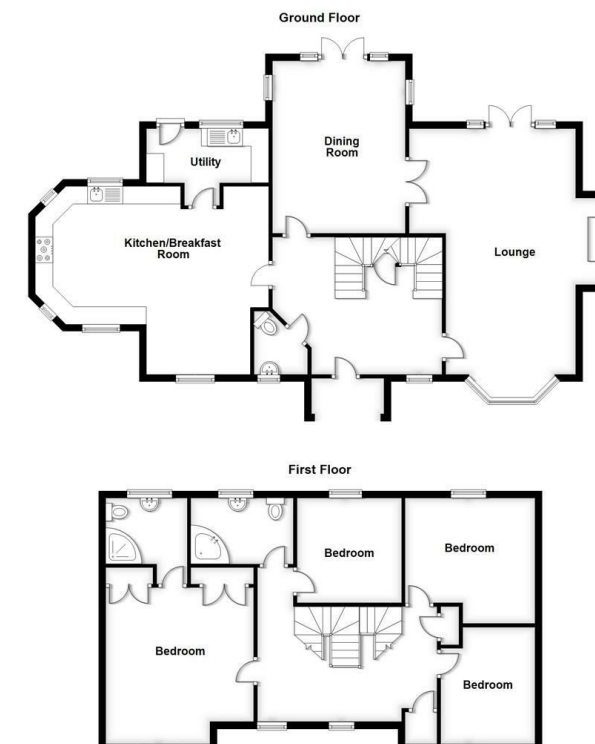 Ground Floor
Dining
Room
Utility
Kitchen/Breakfast
Room
Lounge
First Floor
Bedroom
Bedroom
Bedroom
Bedroom